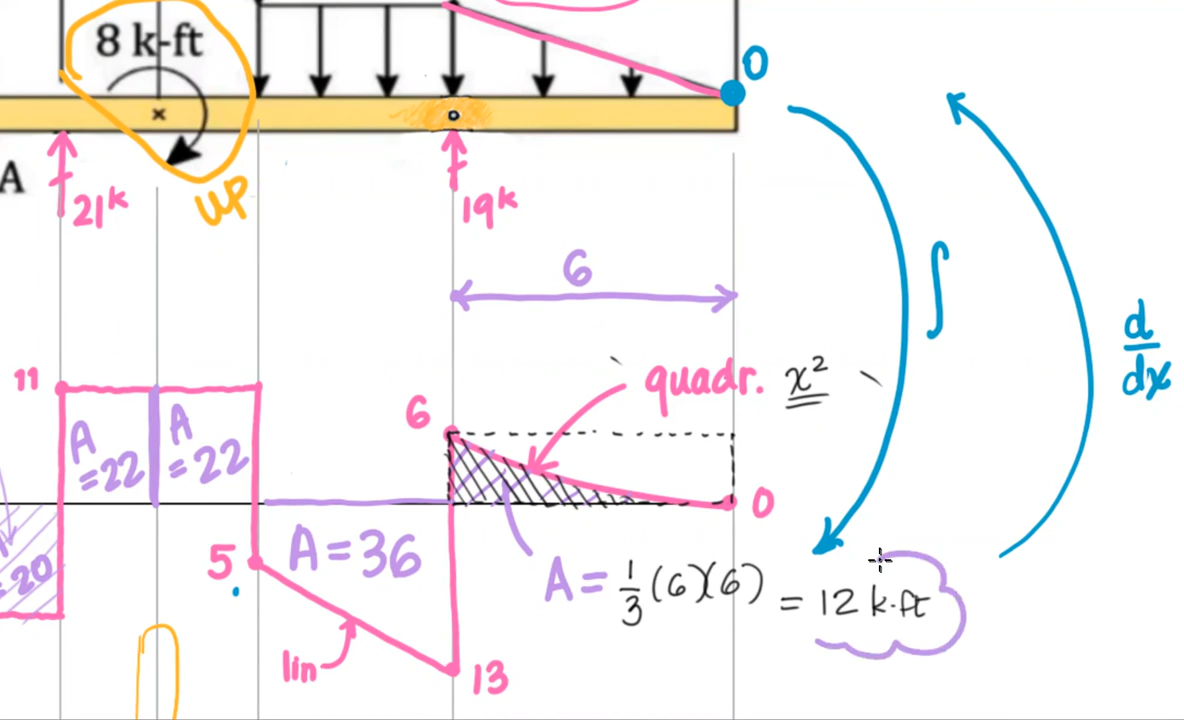 8 k-ft
0
A
21ᵏ
UP
19ᵏ
6
∫
d/dx
11
6
quadr. x²
A
=22
A
=22
0
20
5
A=36
A= 1/3 (6)(6) = 12 k·ft
lin
13